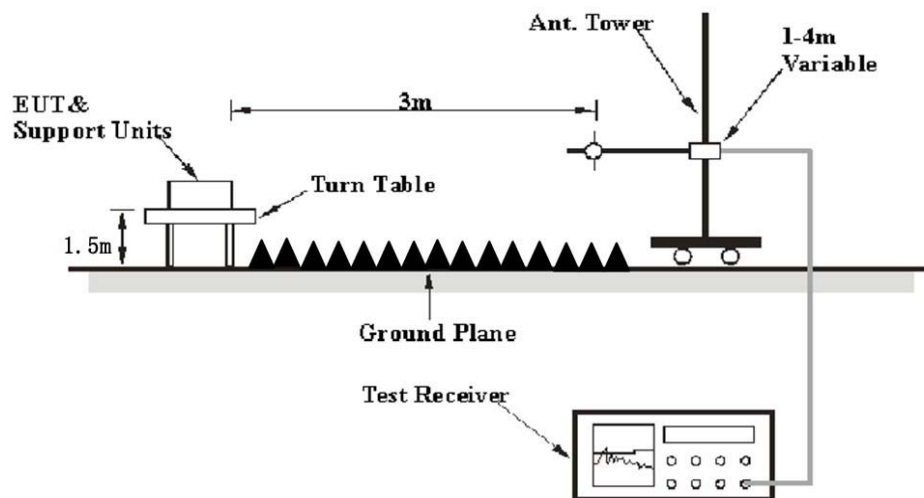 Ant. Tower
1-4m
Variable
EUT&
Support Units
3m
Turn Table
1.5m
Ground Plane
Test Receiver